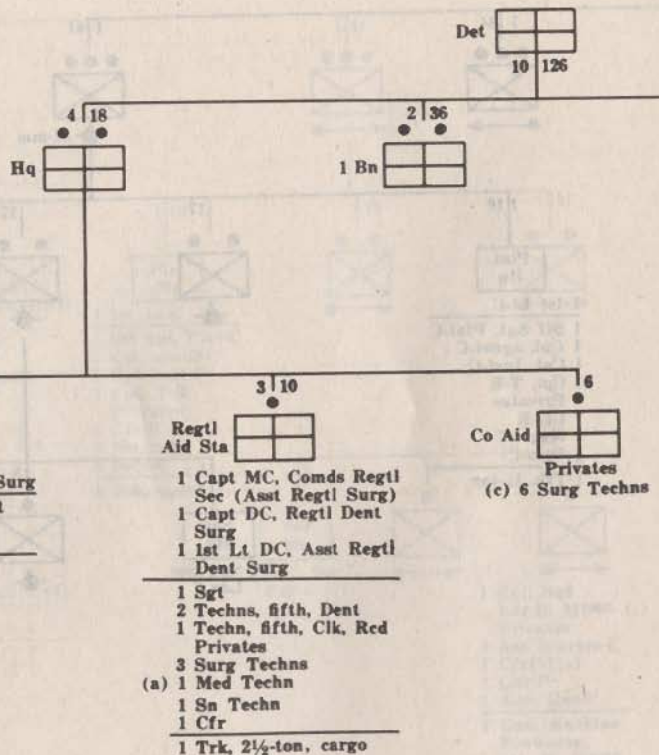 Det
10 126
4 18
2 36
Hq
1 Bn
3 10
6
Regtl
Aid Sta
Co Aid
Surg
1 Capt MC, Comds Regtl
Sec (Asst Regtl Surg)
1 Capt DC, Regtl Dent
Surg
1 1st Lt DC, Asst Regtl
Dent Surg
1 Sgt
2 Techns, fifth, Dent
1 Techn, fifth, Clk, Rcd
Privates
3 Surg Techns
(a) 1 Med Techn
1 Sn Techn
1 Cfr
1 Trk, 2½-ton, cargo
Privates
(c) 6 Surg Techns